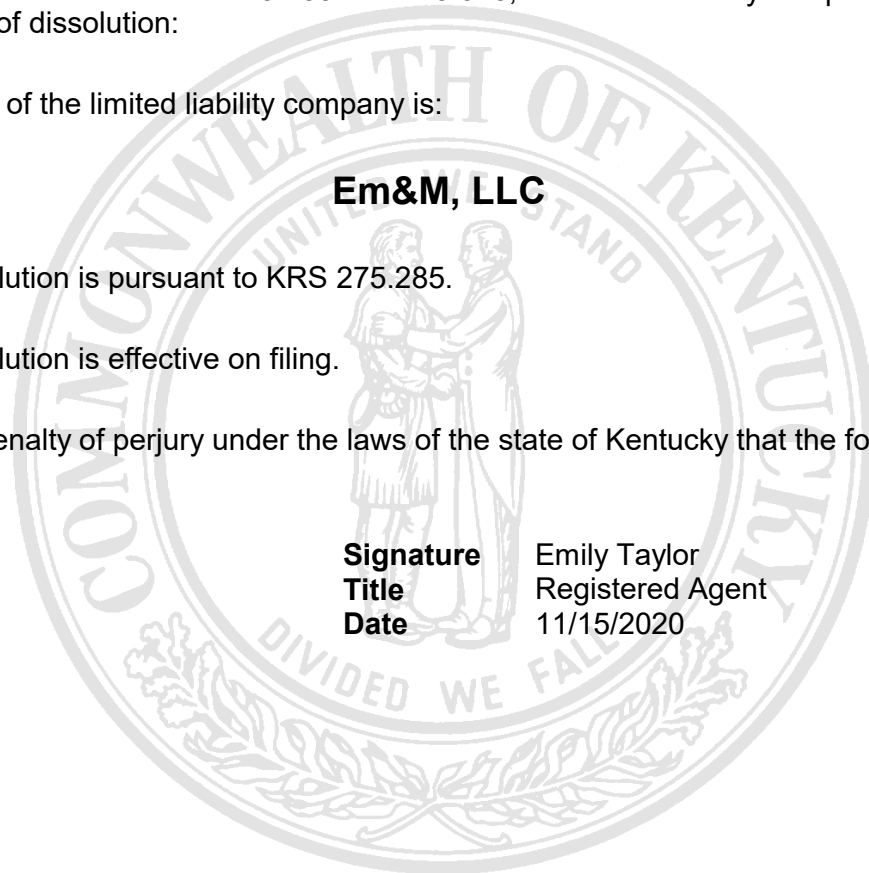 of dissolution:
of the limited liability company is:
Em&M, LLC
lution is pursuant to KRS 275.285.
lution is effective on filing.
enalty of perjury under the laws of the state of Kentucky that the fo
Signature Emily Taylor
Title Registered Agent
Date 11/15/2020
COMMONWEALTH OF KENTUCKY
UNITED WE STAND
DIVIDED WE FALL